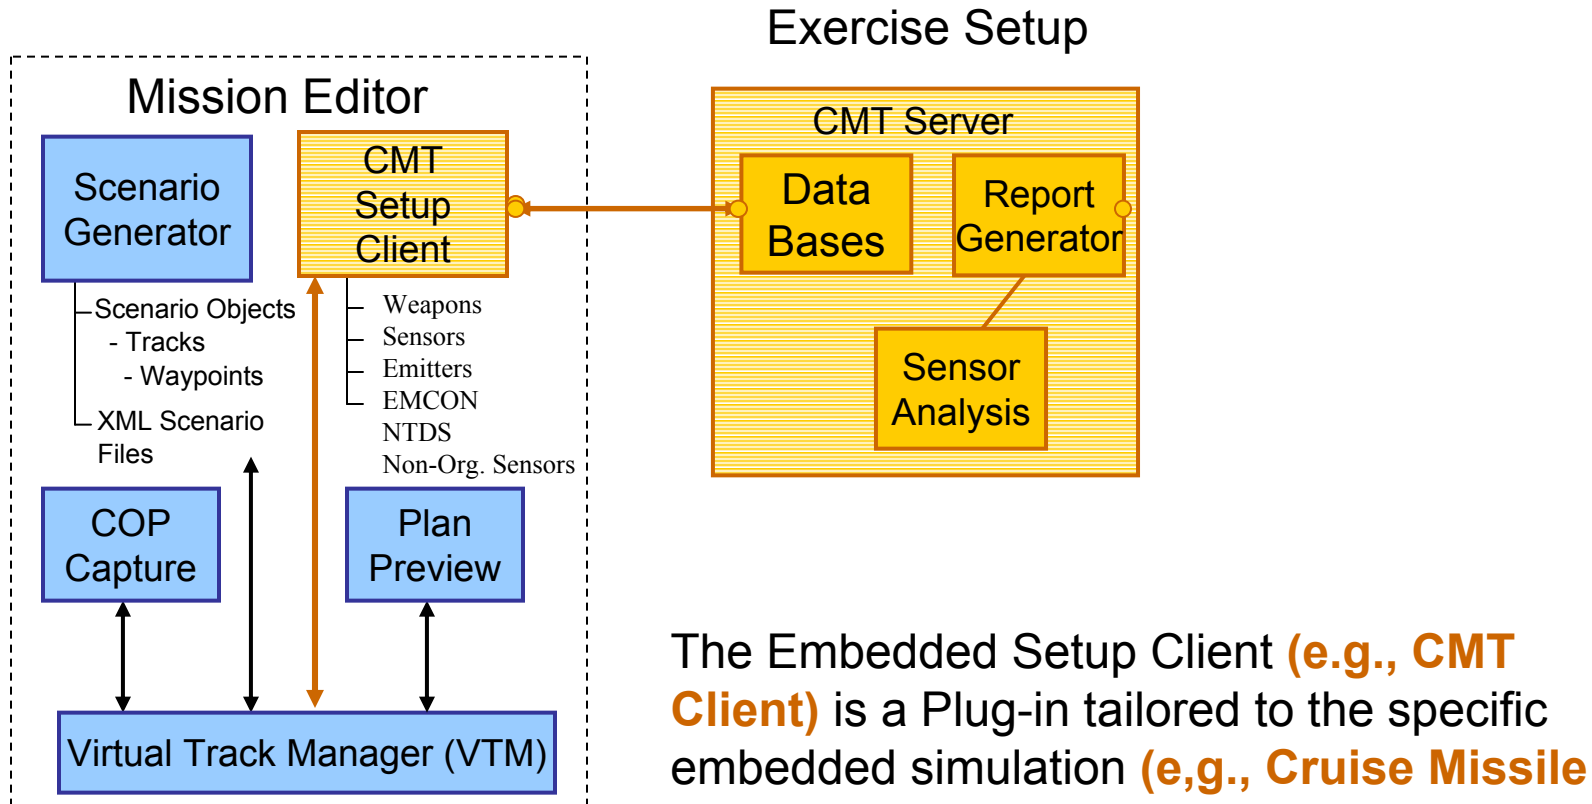 Exercise Setup
Mission Editor
Scenario
Generator
CMT
Setup
Client
Scenario Objects
- Tracks
- Waypoints
XML Scenario
Files
Weapons
Sensors
Emitters
EMCON
NTDS
Non-Org. Sensors
COP
Capture
Plan
Preview
Virtual Track Manager (VTM)
CMT Server
Data
Bases
Report
Generator
Sensor
Analysis
The Embedded Setup Client (e.g., CMT
Client) is a Plug-in tailored to the specific
embedded simulation (e,g., Cruise Missile